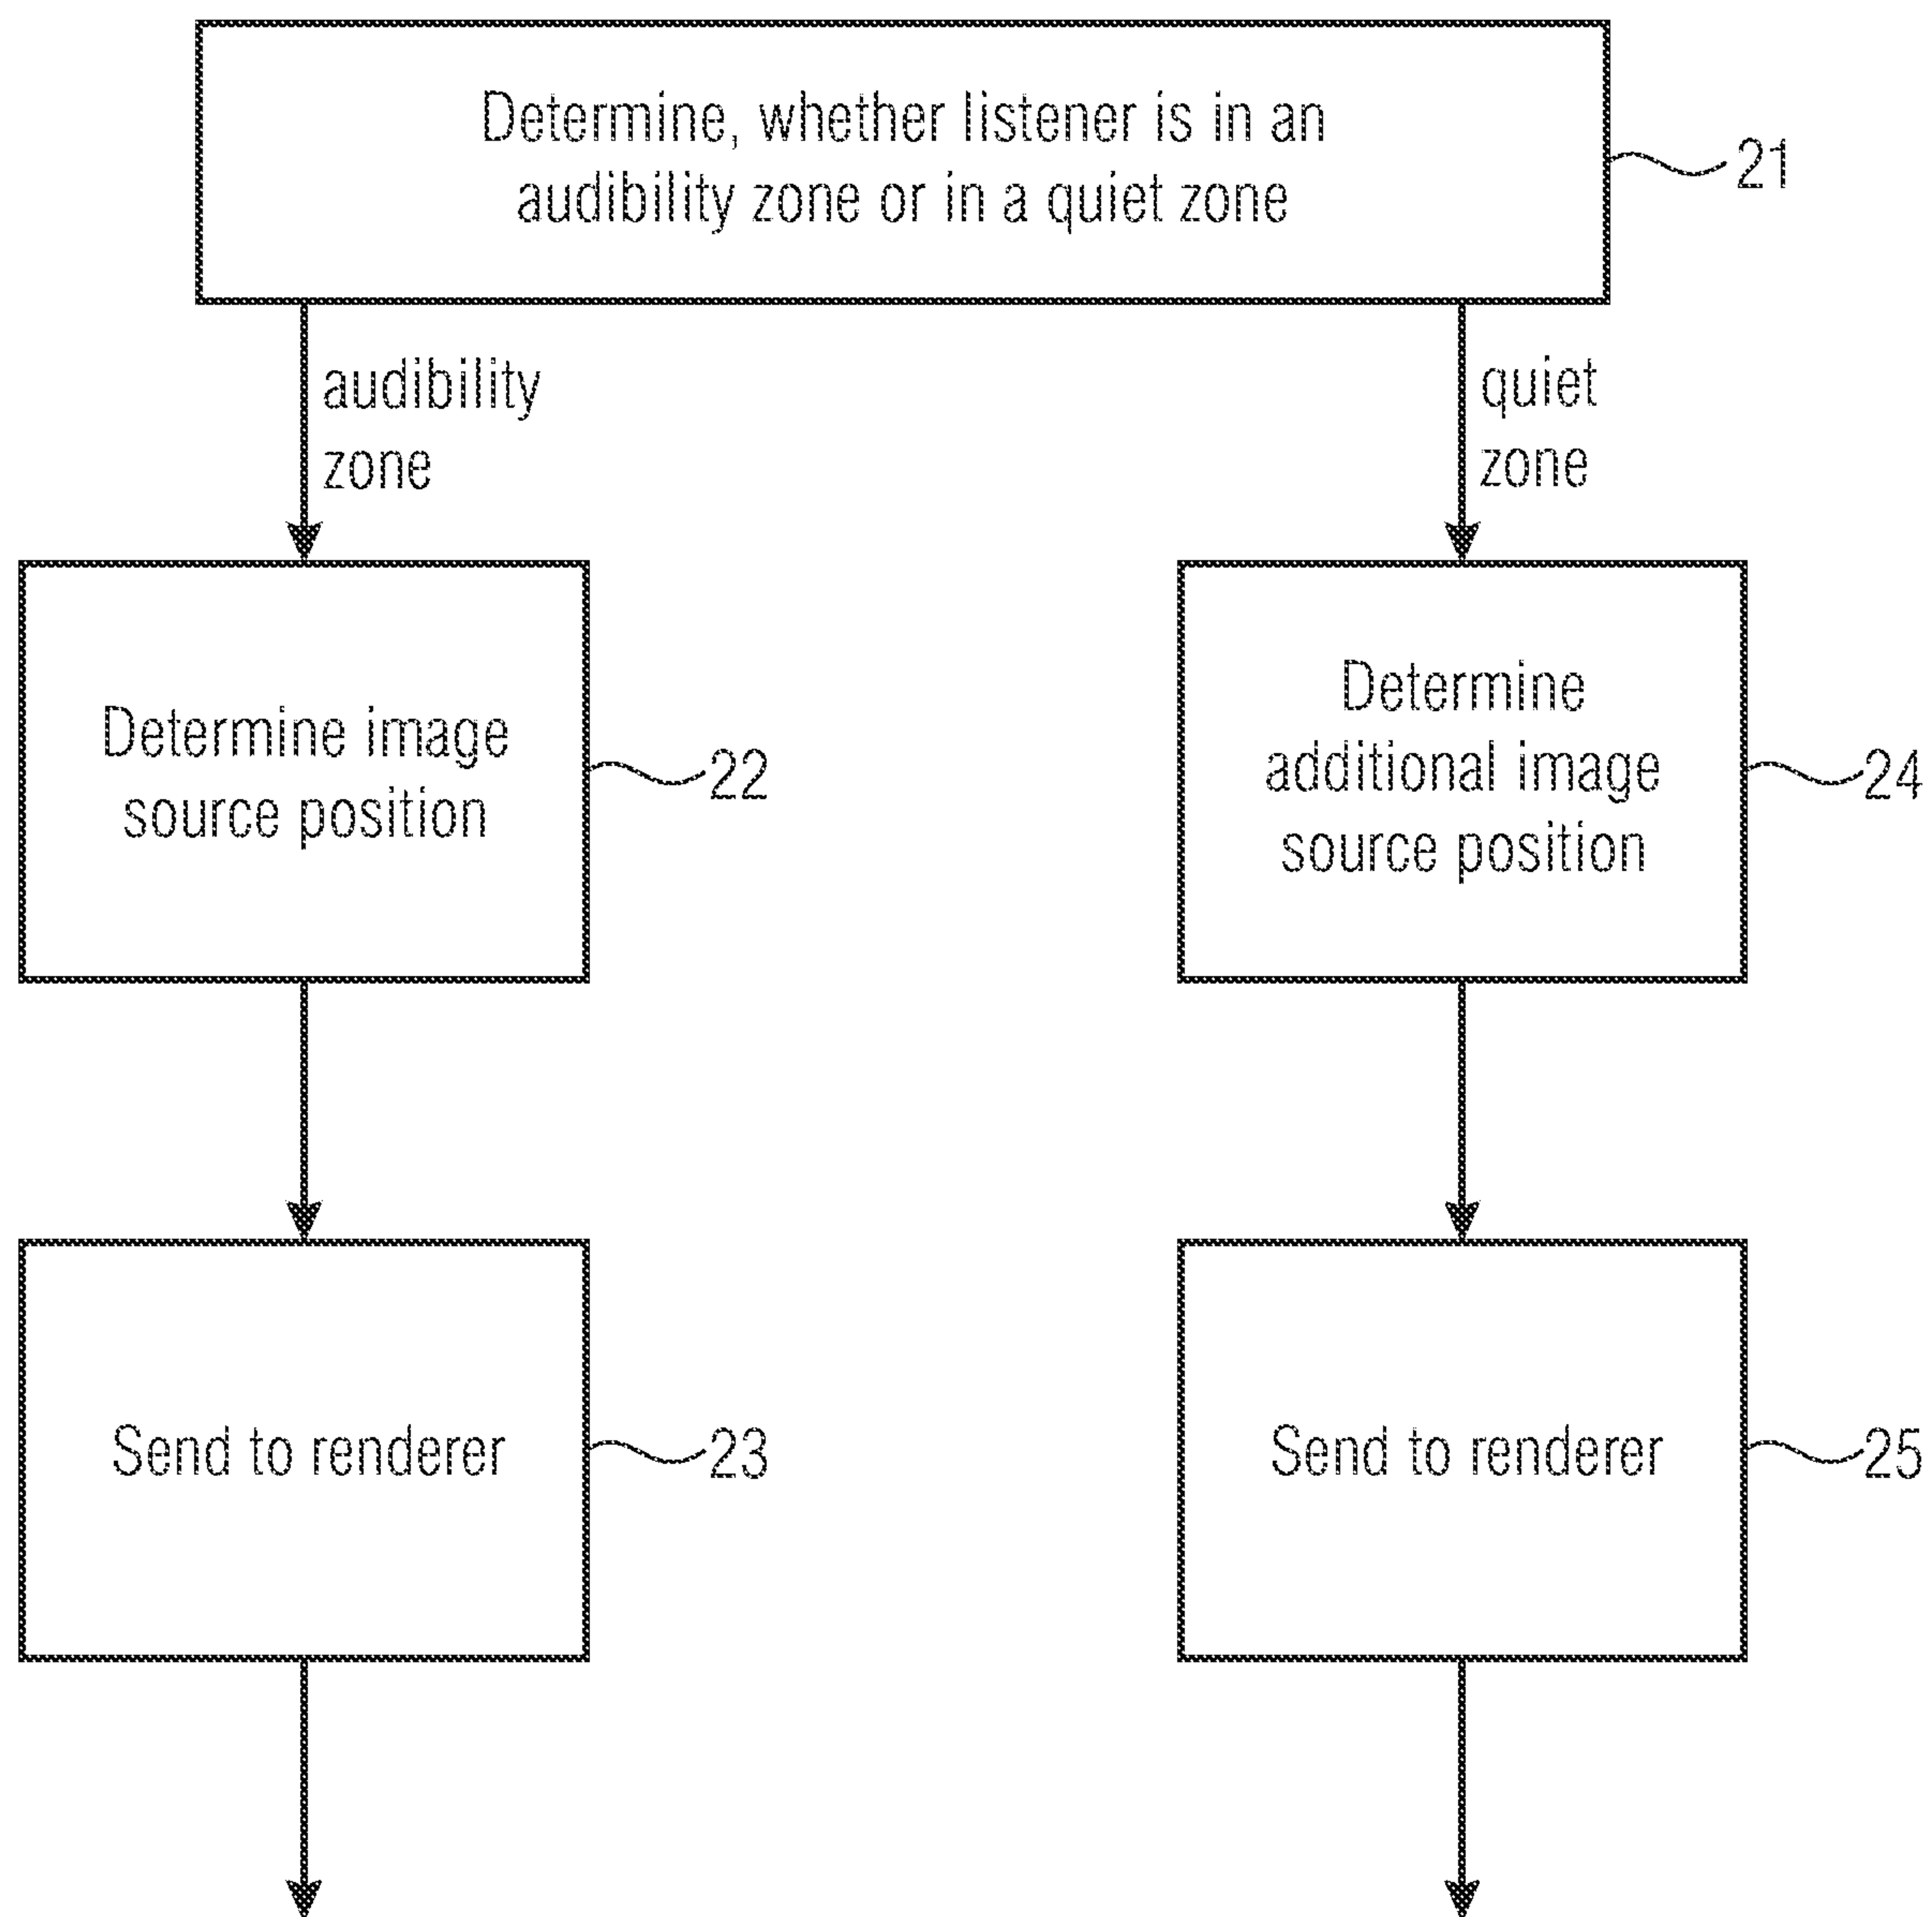 Determine, whether listener is in an
audibility zone or in a quiet zone
21
audibility
zone
quiet
zone
Determine image
source position
22
Determine
additional image
source position
24
Send to renderer
23
Send to renderer
25